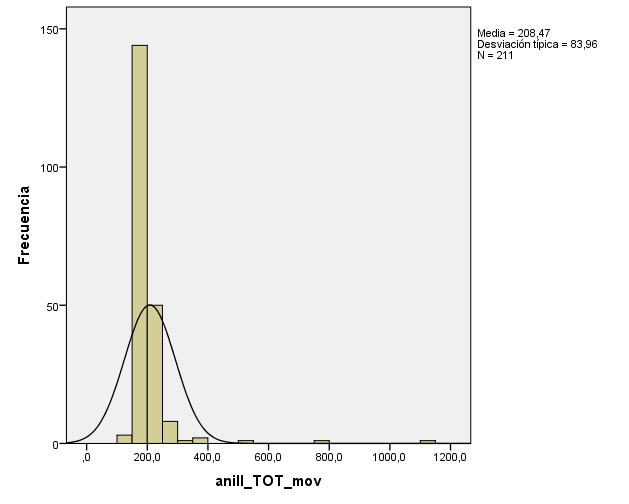 Media = 208,47
Desviación típica = 83,96
N = 211
Frecuencia
150
100
50
0
,0 200,0 400,0 600,0 800,0 1000,0 1200,0
anill_TOT_mov